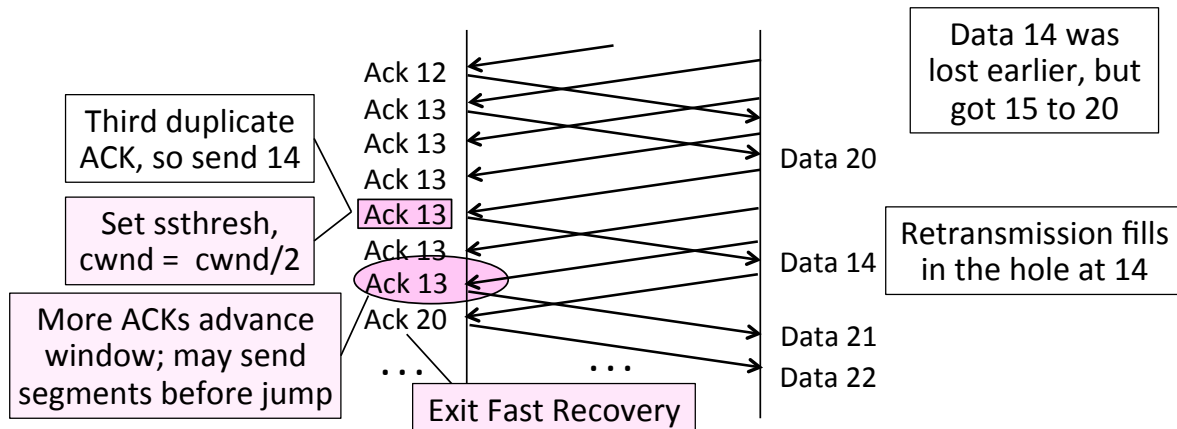 Ack 12
Ack 13
Ack 13
Ack 13
Ack 13
Ack 13
Ack 13
Ack 20
. . .
Third duplicate
ACK, so send 14
Set ssthresh,
cwnd = cwnd/2
More ACKs advance
window; may send
segments before jump
Exit Fast Recovery
. . .
Data 20
Data 14
Data 21
Data 22
Data 14 was
lost earlier, but
got 15 to 20
Retransmission fills
in the hole at 14